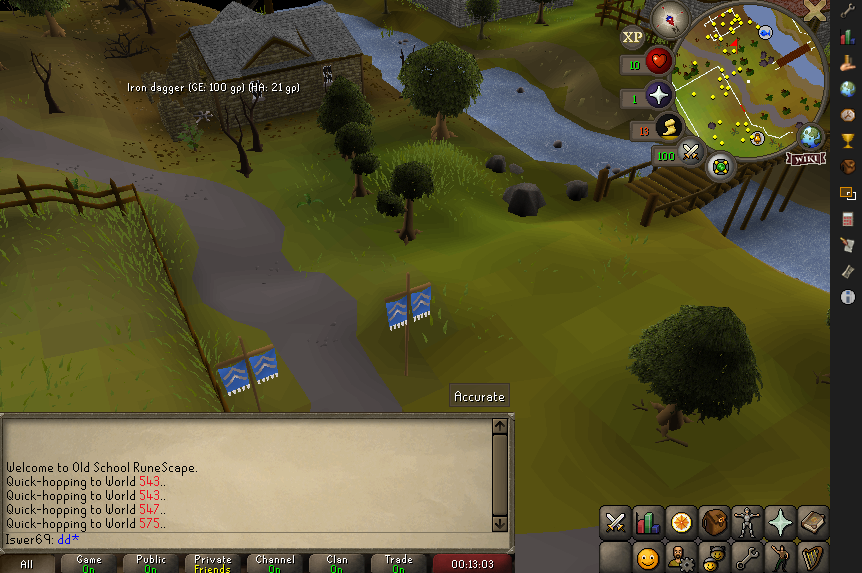 XP
10
Iron dagger (GE: 100 gp) (HA: 21 gp)
1
13
100
WIKI
Accurate
Welcome to Old School RuneScape.
Quick-hopping to World 543..
Quick-hopping to World 543..
Quick-hopping to World 547..
Quick-hopping to World 575..
Iswer69: dd*
All
Game
On
Public
On
Private
Friends
Channel
On
Clan
On
Trade
On
00:13:03